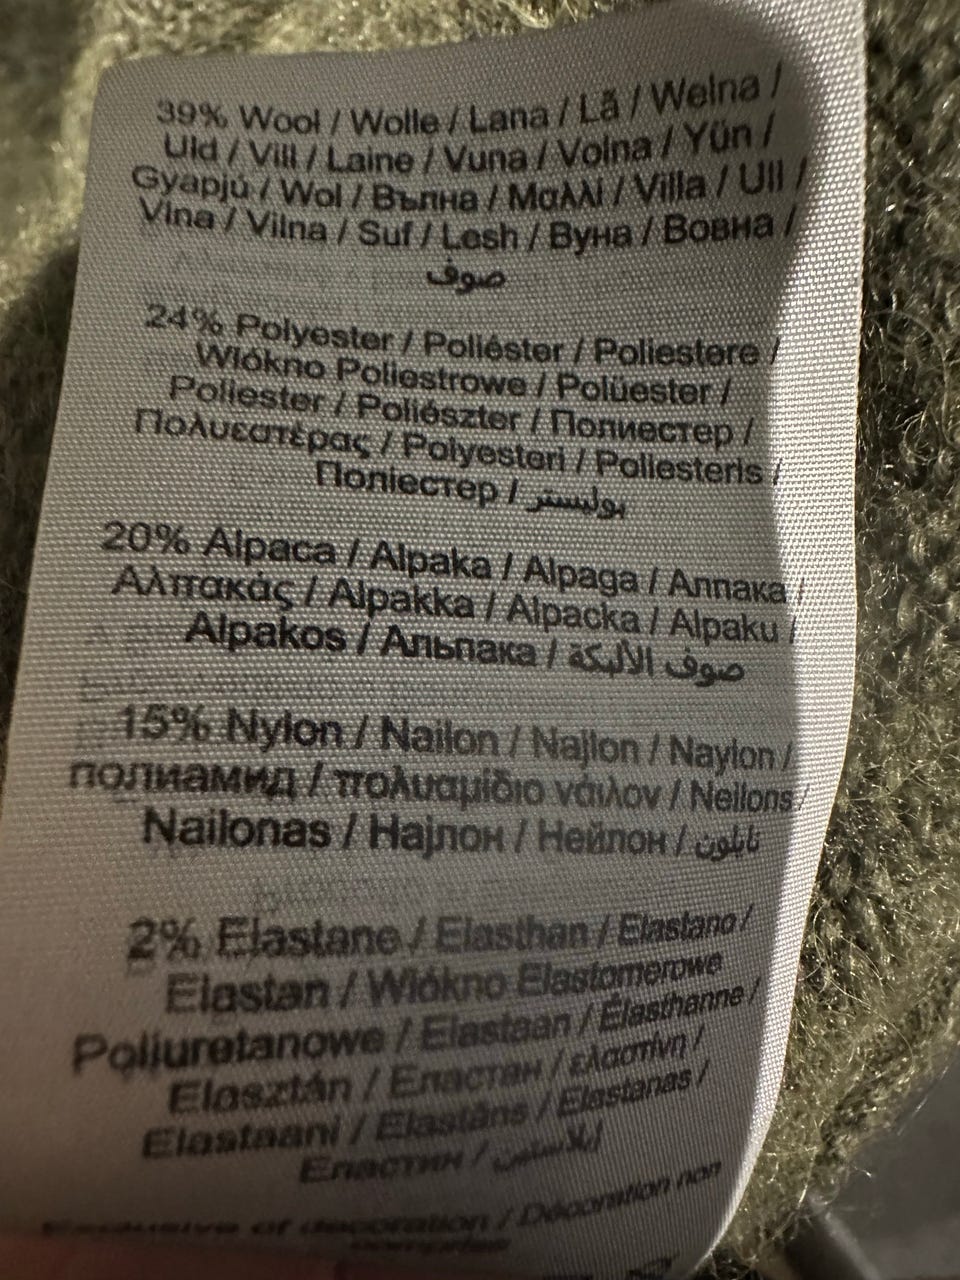 39% Wool / Wolle / Lana / Lã / Wełna /
Uld / Vill / Laine / Vuna / Volna / Yün /
Gyapjú / Wol / Вълна / Μαλλί / Villa / Ull /
Vlna / Vilna / Suf / Lesh / Вуна / Вовна /
صوف
24% Polyester / Poliéster / Poliestere /
Włókno Poliestrowe / Polüester /
Poliester / Poliészter / Полиестер /
Πολυεστέρας / Polyesteri / Poliesteris /
Поліестер / بوليستر
20% Alpaca / Alpaka / Alpaga / Алпака /
Αλπακάς / Alpakka / Alpacka / Alpaku /
Alpakos / Альпака / صوف الألبكة
15% Nylon / Nailon / Najlon / Naylon /
полиамид / πολυαμίδιο νάιλον / Neilons /
Nailonas / Најлон / Нейлон / نايلون
2% Elastane / Elasthan / Elastano /
Elastan / Włókno Elastomerowe
Poliuretanowe / Elastaan / Élasthanne /
Elasztán / Еластан / ελαστίνη /
Elastaani / Elastāns / Elastanas /
Еластин / إيلاستين
Exclusive of decoration / Décoration non
comprise